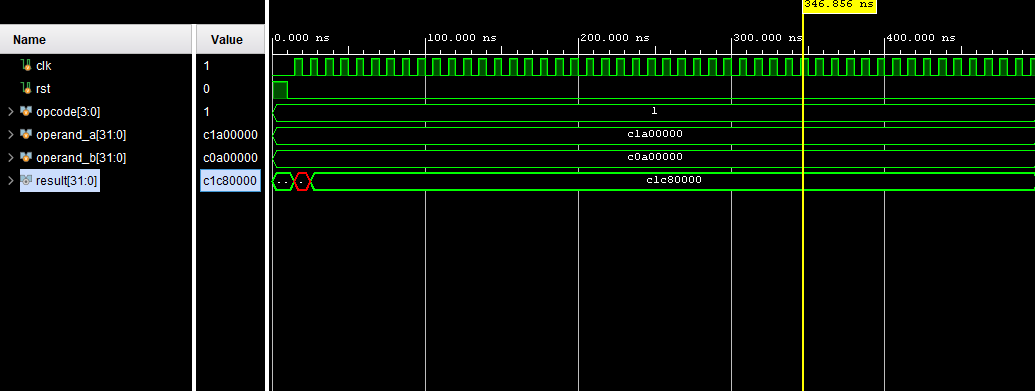 346.856 ns
Name Value
0.000 ns 100.000 ns 200.000 ns 300.000 ns 400.000 ns
clk 1
rst 0
opcode[3:0] 1 1
operand_a[31:0] c1a00000 c1a00000
operand_b[31:0] c0a00000 c0a00000
result[31:0] c1c80000 ... . c1c80000